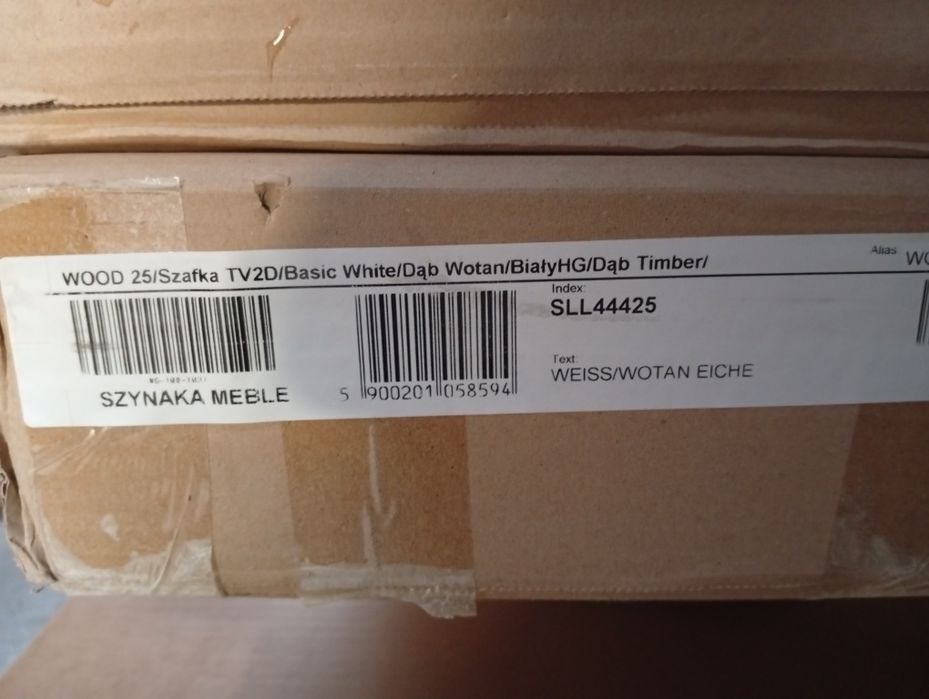 WOOD 25/Szafka TV2D/Basic White/Dąb Wotan/BiałyHG/Dąb Timber/
Alias
Index:
SLL44425
Text:
WEISS/WOTAN EICHE
SZYNAKA MEBLE
5 900201 058594